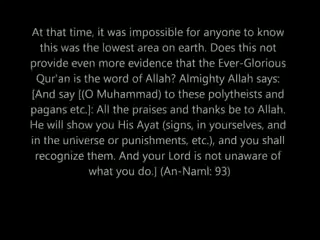 At that time, it was impossible for anyone to know
this was the lowest area on earth. Does this not
provide even more evidence that the Ever-Glorious
Qur'an is the word of Allah? Almighty Allah says:
[And say [(O Muhammad) to these polytheists and
pagans etc.]: All the praises and thanks be to Allah.
He will show you His Ayat (signs, in yourselves, and
in the universe or punishments, etc.), and you shall
recognize them. And your Lord is not unaware of
what you do.] (An-Naml: 93)